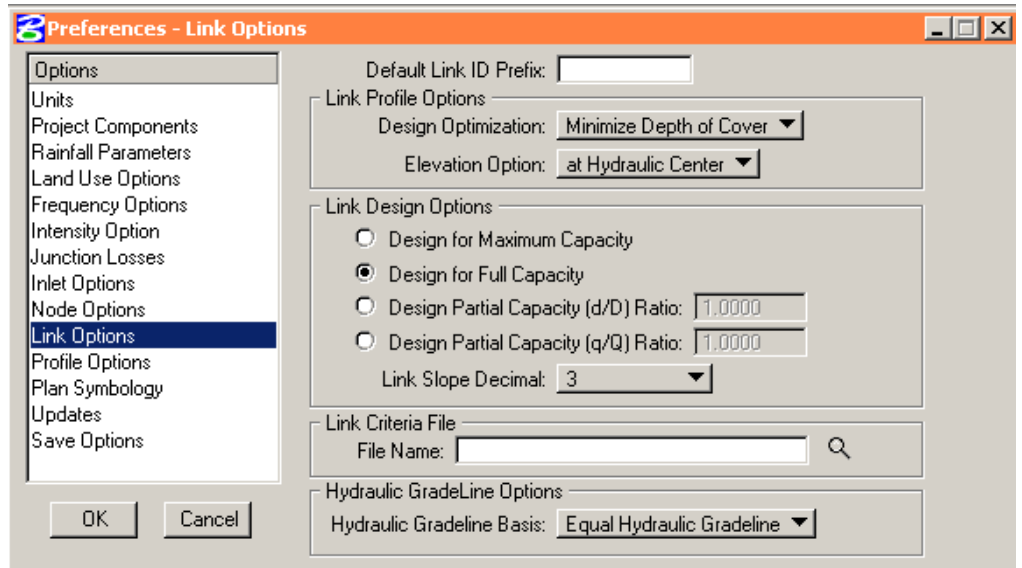 Preferences - Link Options
Options
Units
Project Components
Rainfall Parameters
Land Use Options
Frequency Options
Intensity Option
Junction Losses
Inlet Options
Node Options
Link Options
Profile Options
Plan Symbology
Updates
Save Options
OK Cancel
Default Link ID Prefix:
Link Profile Options
Design Optimization: Minimize Depth of Cover
Elevation Option: at Hydraulic Center
Link Design Options
Design for Maximum Capacity
Design for Full Capacity
Design Partial Capacity (d/D) Ratio: 1.0000
Design Partial Capacity (q/Q) Ratio: 1.0000
Link Slope Decimal: 3
Link Criteria File
File Name:
Hydraulic GradeLine Options
Hydraulic Gradeline Basis: Equal Hydraulic Gradeline